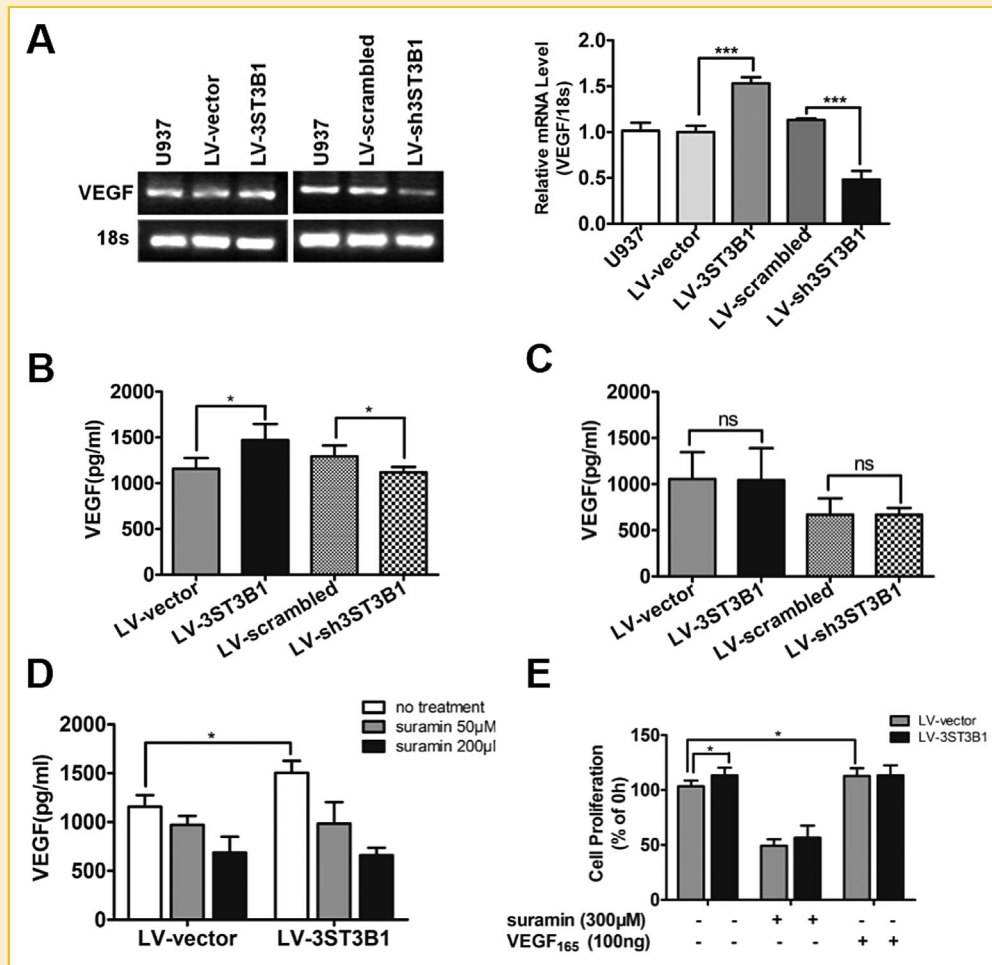 A
U937
LV-vector
LV-3ST3B1
U937
LV-scrambled
LV-sh3ST3B1
VEGF
18s
Relative mRNA Level
(VEGF/18s)
2.0
1.5
1.0
0.5
0.0
***
***
U937
LV-vector
LV-3ST3B1
LV-scrambled
LV-sh3ST3B1
B
VEGF(pg/ml)
2000
1500
1000
500
0
*
*
LV-vector
LV-3ST3B1
LV-scrambled
LV-sh3ST3B1
C
VEGF(pg/ml)
2000
1500
1000
500
0
ns
ns
LV-vector
LV-3ST3B1
LV-scrambled
LV-sh3ST3B1
D
no treatment
suramin 50μM
suramin 200μl
VEGF(pg/ml)
2000
1500
1000
500
0
*
LV-vector
LV-3ST3B1
E
LV-vector
LV-3ST3B1
Cell Proliferation
(% of 0h)
150
100
50
0
*
*
suramin (300μM) - - + + - -
VEGF165 (100ng) - - - - + +